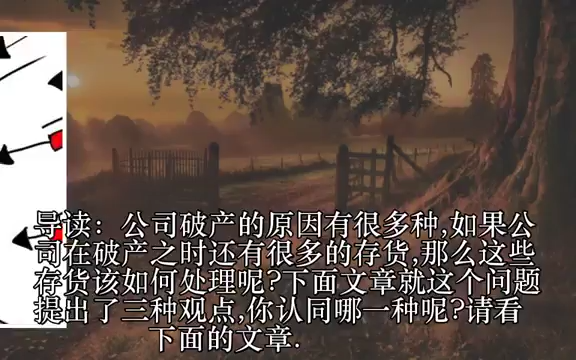 导读：公司破产的原因有很多种,如果公
司在破产之时还有很多的存货,那么这些
存货该如何处理呢?下面文章就这个问题
提出了三种观点,你认同哪一种呢?请看
下面的文章.